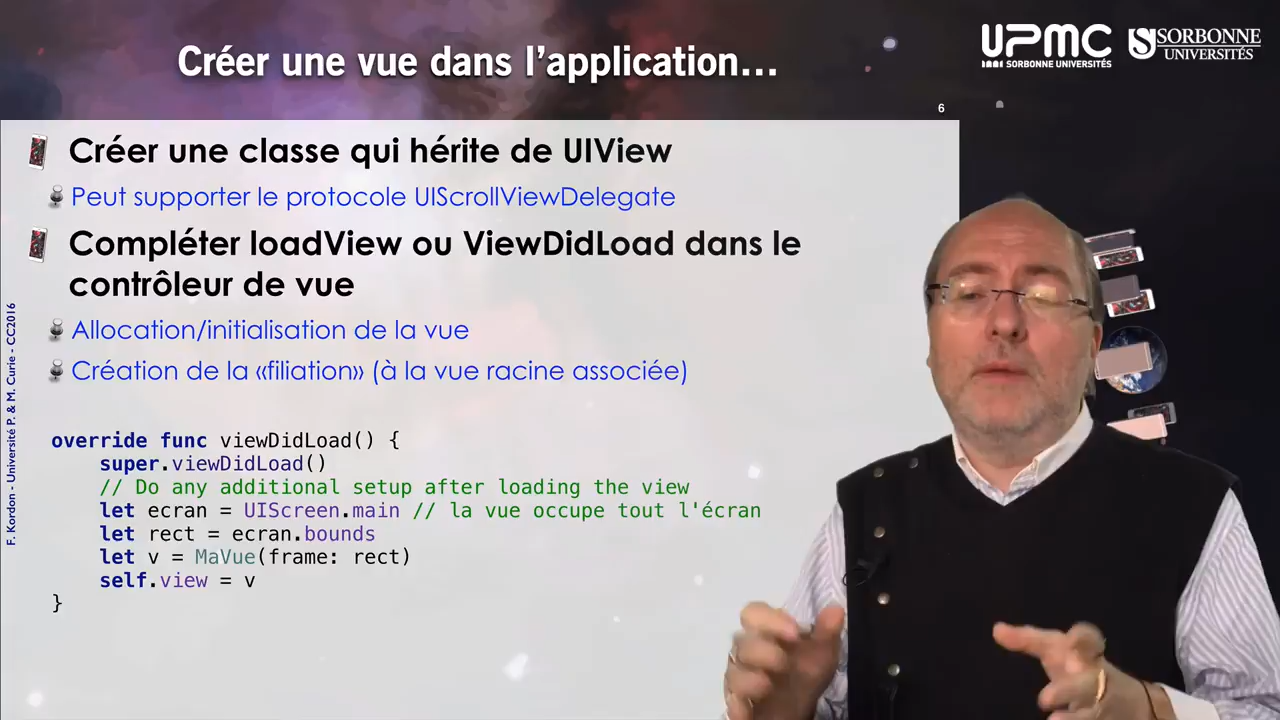 Créer une vue dans l'application...
UPMC
SORBONNE UNIVERSITÉS
SORBONNE
UNIVERSITÉS
6
Créer une classe qui hérite de UIView
Peut supporter le protocole UIScrollViewDelegate
Compléter loadView ou ViewDidLoad dans le
contrôleur de vue
Allocation/initialisation de la vue
Création de la «filiation» (à la vue racine associée)
override func viewDidLoad() {
    super.viewDidLoad()
    // Do any additional setup after loading the view
    let ecran = UIScreen.main // la vue occupe tout l'écran
    let rect = ecran.bounds
    let v = MaVue(frame: rect)
    self.view = v
}
F. Kordon - Université P. & M. Curie - CC2016